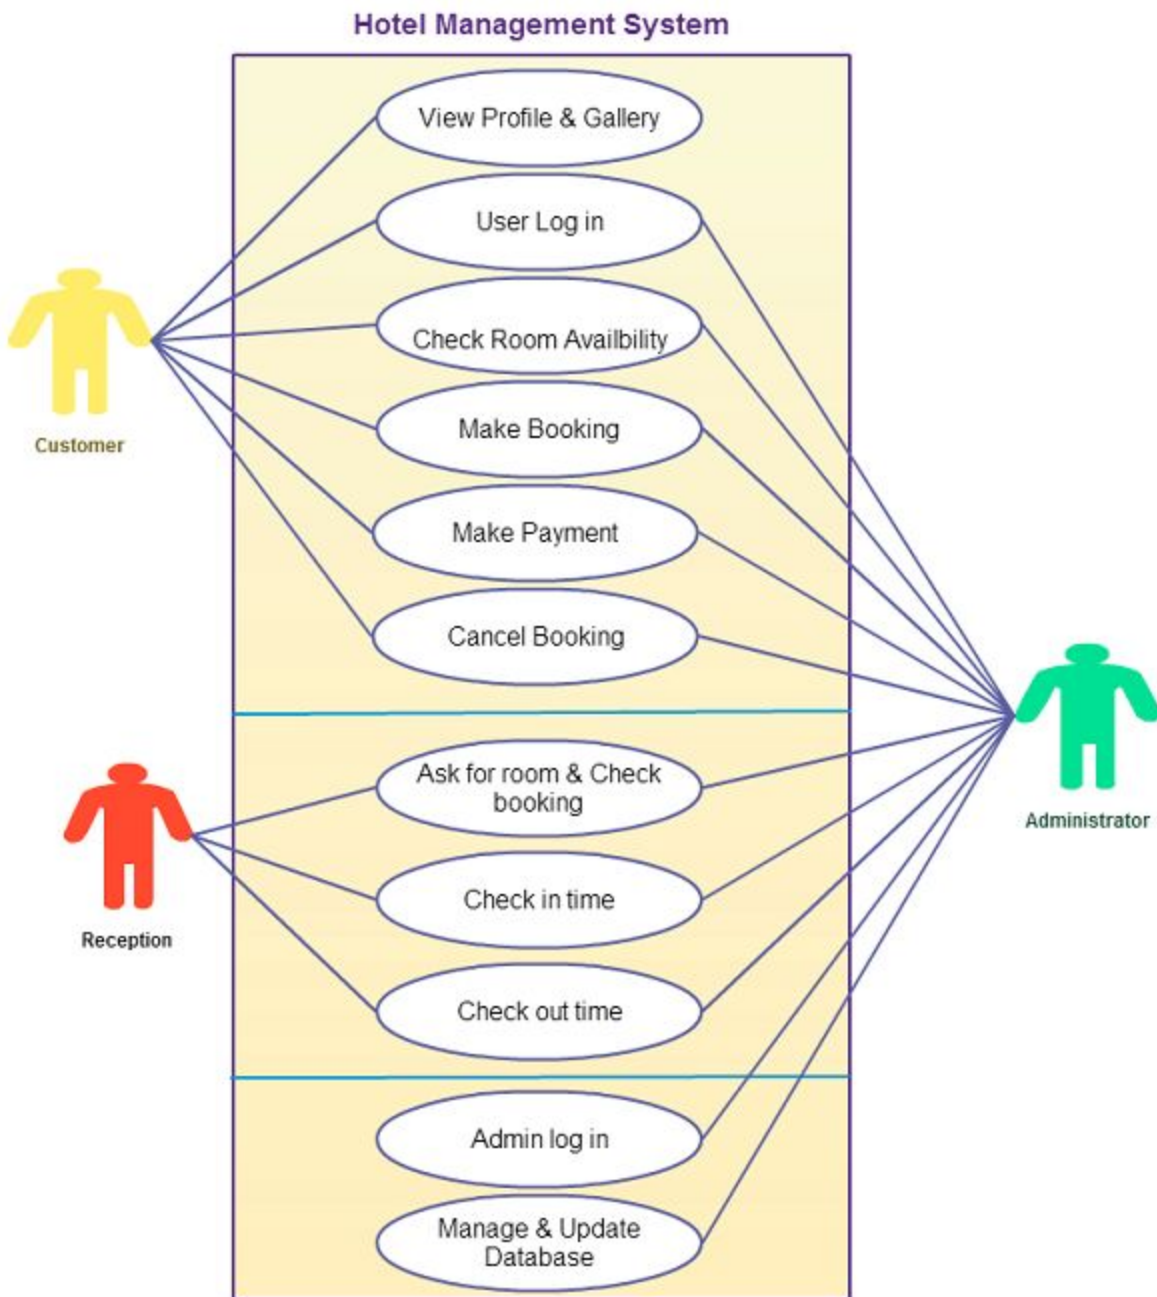 Hotel Management System
View Profile & Gallery
User Log in
Check Room Availbility
Make Booking
Customer
Make Payment
Cancel Booking
Ask for room & Check
booking
Administrator
Check in time
Reception
Check out time
Admin log in
Manage & Update
Database